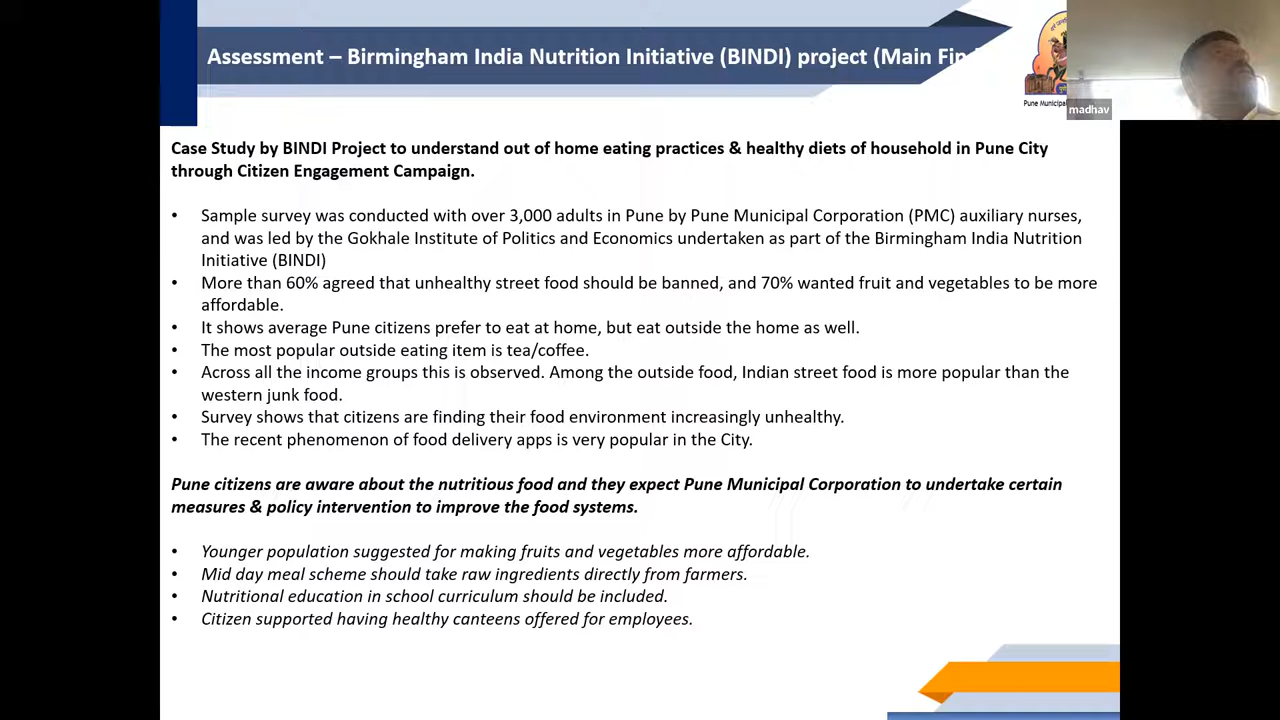 Assessment – Birmingham India Nutrition Initiative (BINDI) project (Main Fin
Pune Municipal
madhav
Case Study by BINDI Project to understand out of home eating practices & healthy diets of household in Pune City
through Citizen Engagement Campaign.
• Sample survey was conducted with over 3,000 adults in Pune by Pune Municipal Corporation (PMC) auxiliary nurses,
and was led by the Gokhale Institute of Politics and Economics undertaken as part of the Birmingham India Nutrition
Initiative (BINDI)
• More than 60% agreed that unhealthy street food should be banned, and 70% wanted fruit and vegetables to be more
affordable.
• It shows average Pune citizens prefer to eat at home, but eat outside the home as well.
• The most popular outside eating item is tea/coffee.
• Across all the income groups this is observed. Among the outside food, Indian street food is more popular than the
western junk food.
• Survey shows that citizens are finding their food environment increasingly unhealthy.
• The recent phenomenon of food delivery apps is very popular in the City.
Pune citizens are aware about the nutritious food and they expect Pune Municipal Corporation to undertake certain
measures & policy intervention to improve the food systems.
• Younger population suggested for making fruits and vegetables more affordable.
• Mid day meal scheme should take raw ingredients directly from farmers.
• Nutritional education in school curriculum should be included.
• Citizen supported having healthy canteens offered for employees.